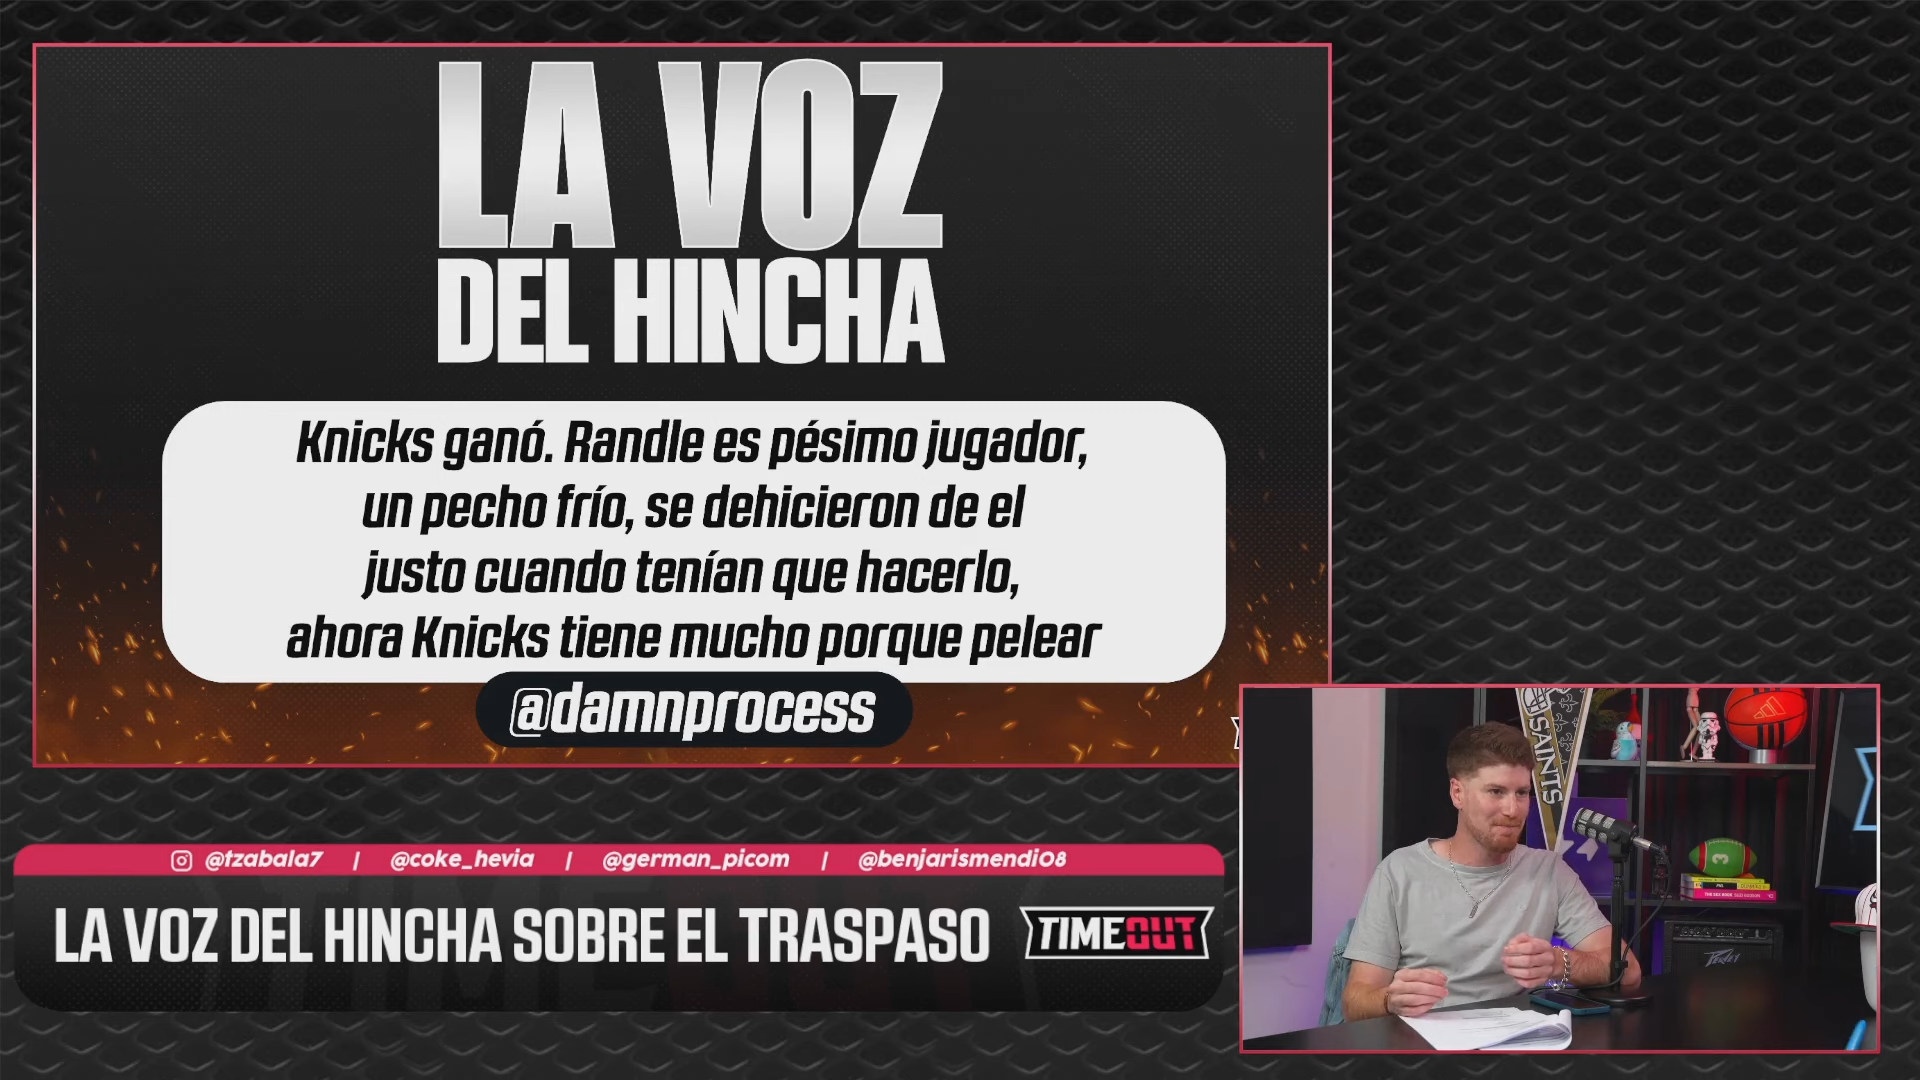 LA VOZ
DEL HINCHA
Knicks ganó. Randle es pésimo jugador,
un pecho frío, se dehicieron de el
justo cuando tenían que hacerlo,
ahora Knicks tiene mucho porque pelear
@damnprocess
@tzabala7 | @coke_hevia | @german_picom | @benjarismendi08
LA VOZ DEL HINCHA SOBRE EL TRASPASO
TIMEOUT
SAINTS
3
Peavey